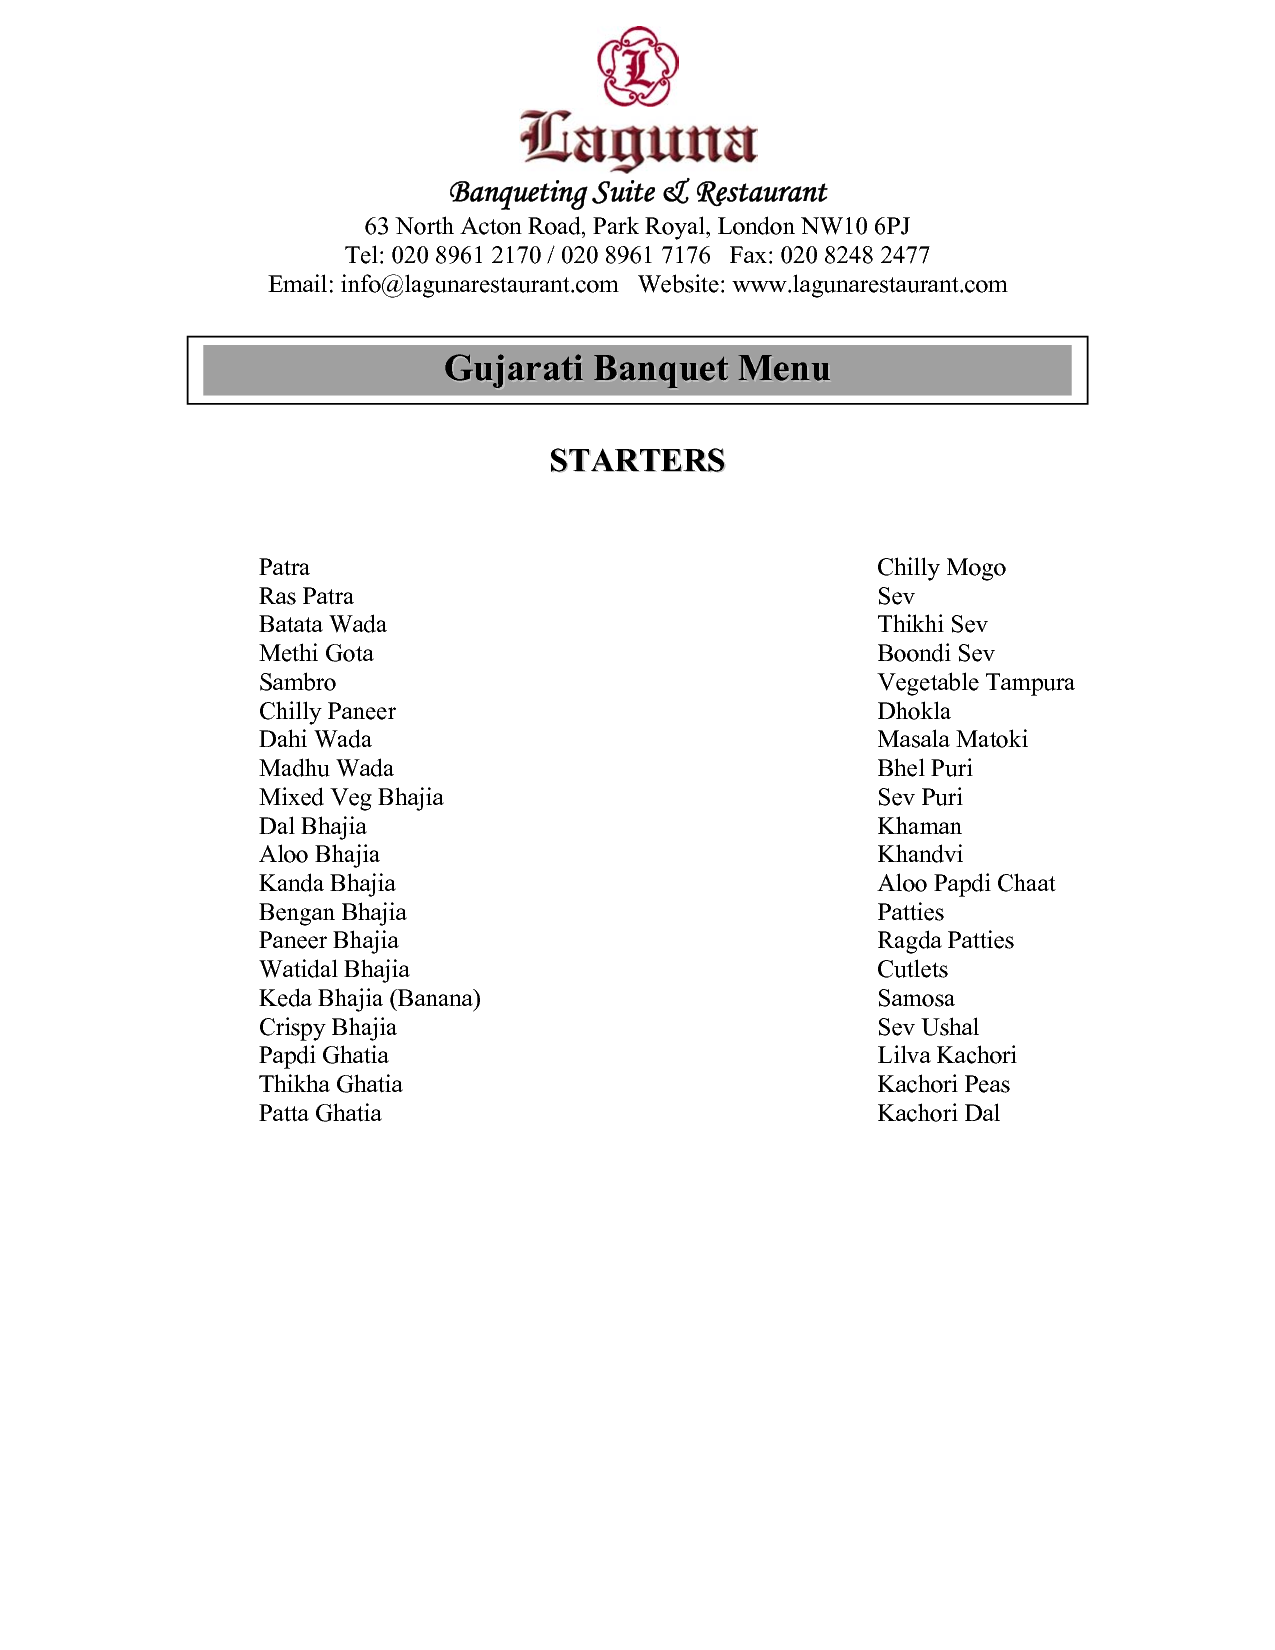 L
Laguna
Banqueting Suite & Restaurant
63 North Acton Road, Park Royal, London NW10 6PJ
Tel: 020 8961 2170 / 020 8961 7176 Fax: 020 8248 2477
Email: info@lagunarestaurant.com Website: www.lagunarestaurant.com
Gujarati Banquet Menu
STARTERS
Patra
Ras Patra
Batata Wada
Methi Gota
Sambro
Chilly Paneer
Dahi Wada
Madhu Wada
Mixed Veg Bhajia
Dal Bhajia
Aloo Bhajia
Kanda Bhajia
Bengan Bhajia
Paneer Bhajia
Watidal Bhajia
Keda Bhajia (Banana)
Crispy Bhajia
Papdi Ghatia
Thikha Ghatia
Patta Ghatia
Chilly Mogo
Sev
Thikhi Sev
Boondi Sev
Vegetable Tampura
Dhokla
Masala Matoki
Bhel Puri
Sev Puri
Khaman
Khandvi
Aloo Papdi Chaat
Patties
Ragda Patties
Cutlets
Samosa
Sev Ushal
Lilva Kachori
Kachori Peas
Kachori Dal